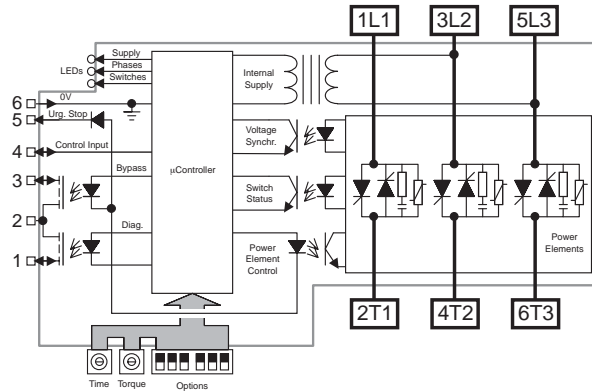 1L1 3L2 5L3
Supply
LEDs Phases
Switches
Internal
Supply
6 0V
5 Urg. Stop
4 Control Input
Voltage
Synchr.
µController
3 Bypass
Switch
Status
2
Diag.
1
Power
Element
Control
Power
Elements
2T1 4T2 6T3
Time Torque Options